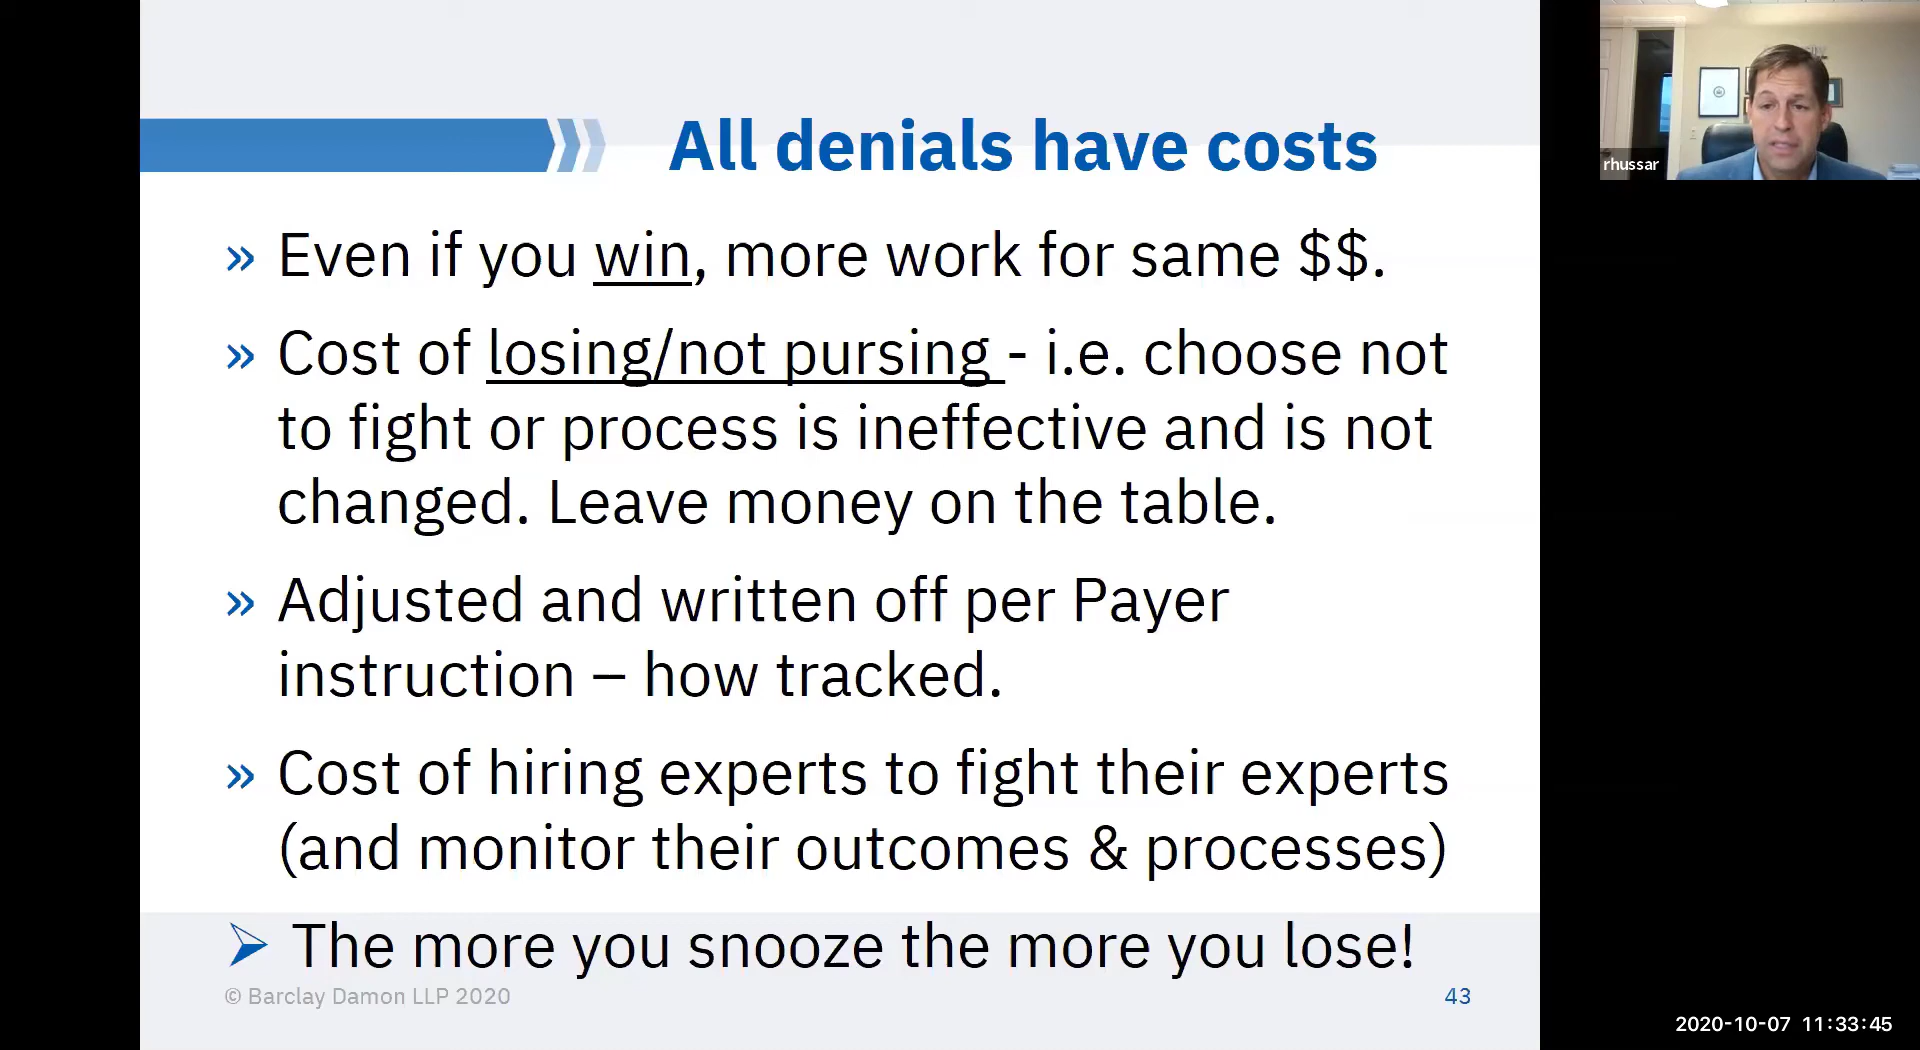 All denials have costs
» Even if you win, more work for same $$.
» Cost of losing/not pursing - i.e. choose not
to fight or process is ineffective and is not
changed. Leave money on the table.
» Adjusted and written off per Payer
instruction – how tracked.
» Cost of hiring experts to fight their experts
(and monitor their outcomes & processes)
➢ The more you snooze the more you lose!
© Barclay Damon LLP 2020
43
rhussar
2020-10-07 11:33:45